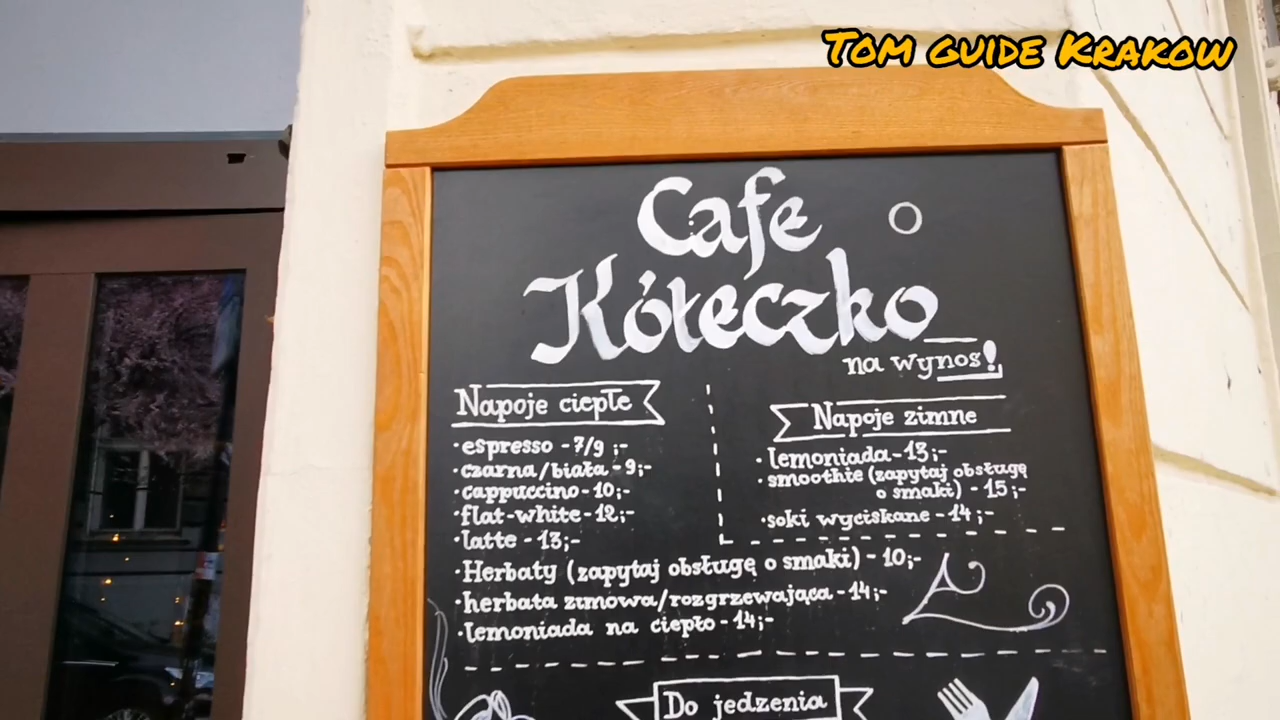 Tom guide Krakow
Cafe
Kółeczko
na wynos!
Napoje ciepłe
·espresso -7/9 ;-
·czarna/biała - 9;-
·cappuccino-10;-
·flat-white-12;-
·latte - 13;-
·Herbaty (zapytaj obsługę o smaki) - 10;-
·herbata zimowa/rozgrzewająca-14;-
·lemoniada na ciepło-14;-
Napoje zimne
·lemoniada-13;-
·smoothie (zapytaj obsługę
o smaki) - 15;-
·soki wyciskane - 14;-
Do jedzenia